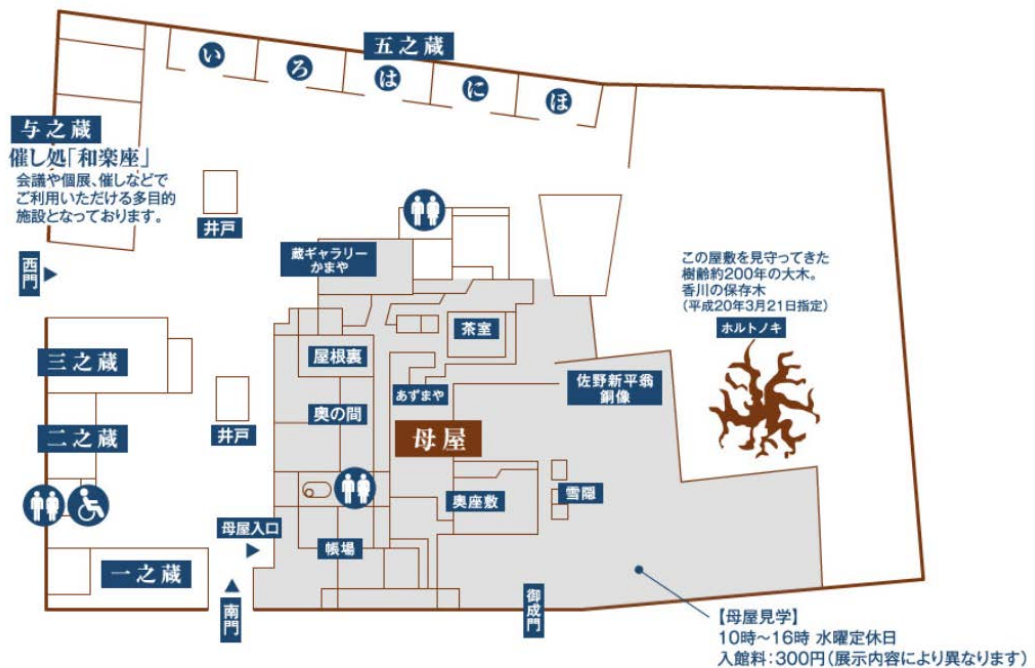 五之蔵
い
ろ
は
に
ほ
与之蔵
催し処「和楽座」
会議や個展、催しなどで
ご利用いただける多目的
施設となっております。
井戸
西門
蔵ギャラリー
かまや
この屋敷を見守ってきた
樹齢約200年の大木。
香川の保存木
(平成20年3月21日指定)
ホルトノキ
茶室
三之蔵
屋根裏
佐野新平翁
銅像
あずまや
奥の間
井戸
二之蔵
母屋
奥座敷
雪隠
母屋入口
帳場
一之蔵
南門
御成門
【母屋見学】
10時〜16時 水曜定休日
入館料:300円(展示内容により異なります)